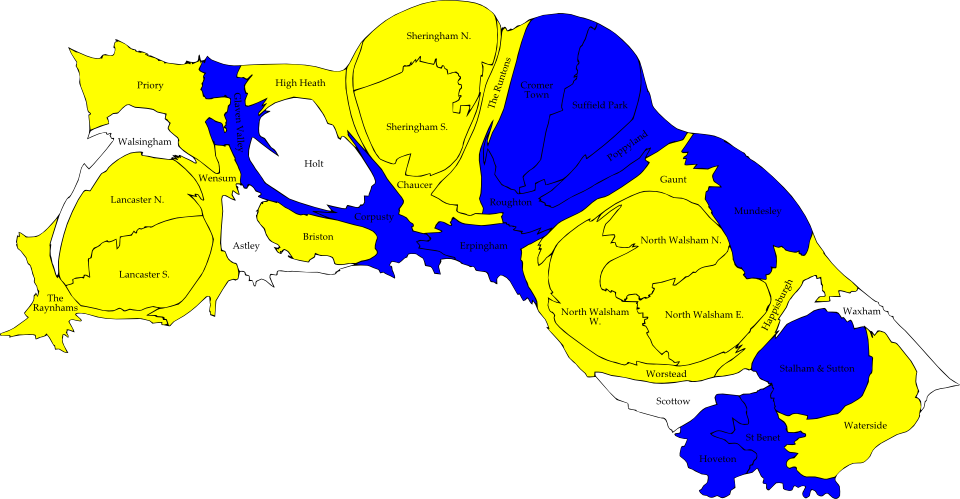 Sheringham N.
Cromer
Town
Suffield Park
The Runtons
Priory
High Heath
Sheringham S.
Walsingham
Holt
Poppyland
Wensum
Chaucer
Gaunt
Lancaster N.
Roughton
Corpusty
Mundesley
Briston
Astley
Erpingham
North Walsham N.
Lancaster S.
The
Raynhams
Happisburgh
North Walsham
W.
North Walsham E.
Waxham
Stalham & Sutton
Worstead
Scottow
Waterside
St Benet
Hoveton